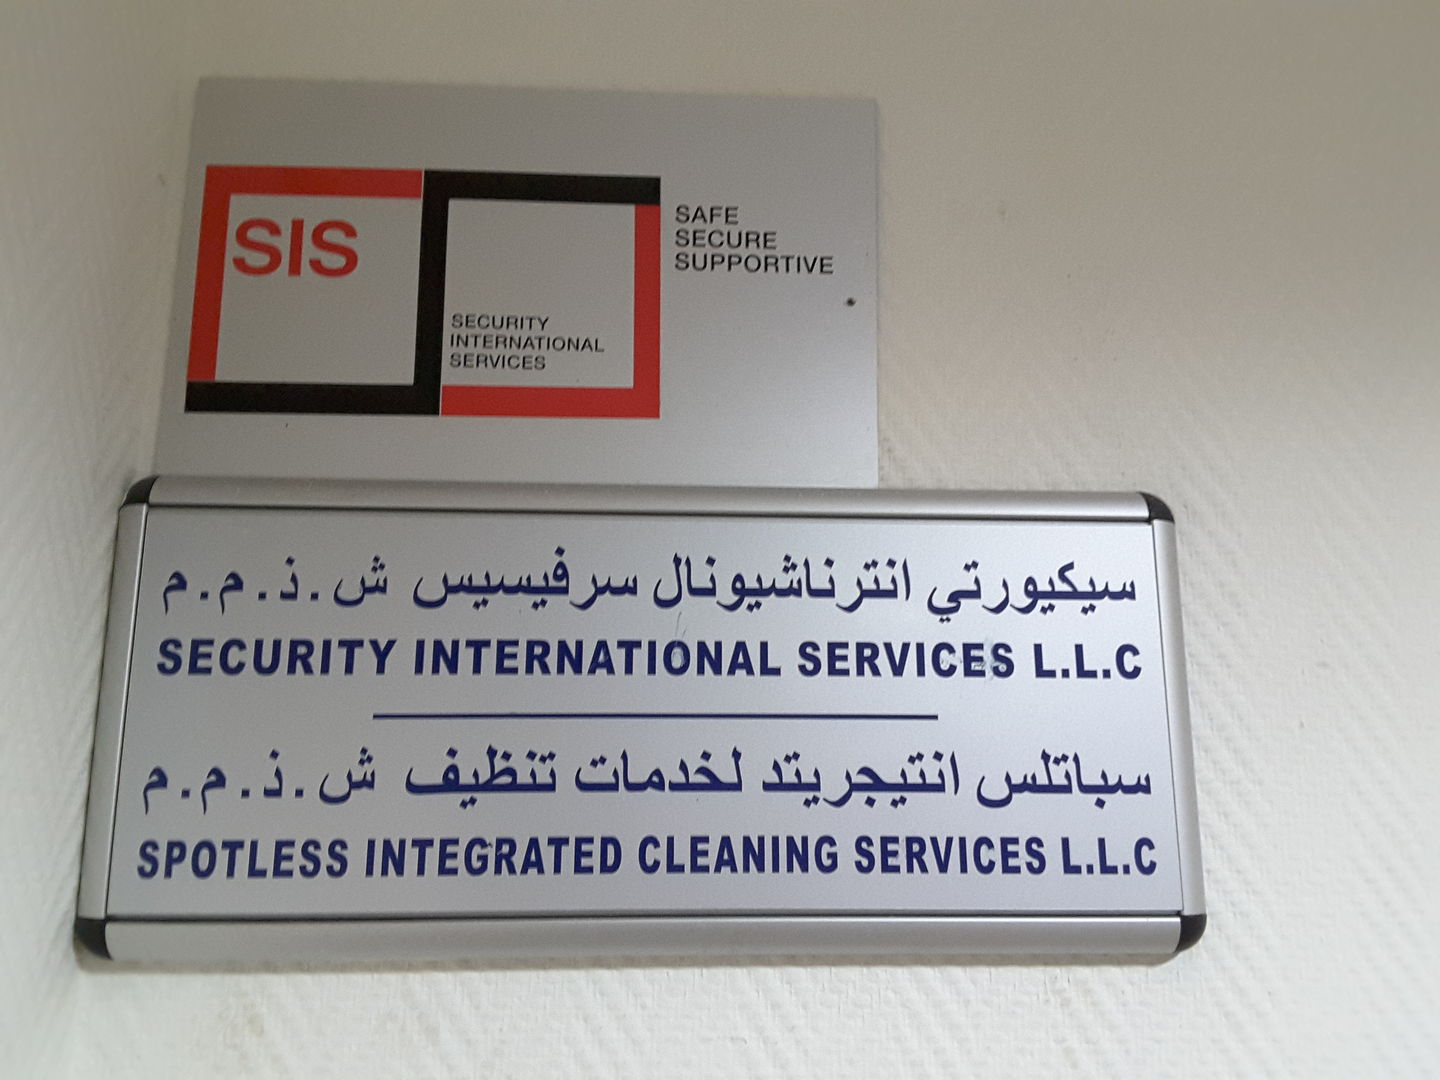 SIS
SECURITY
INTERNATIONAL
SERVICES
SAFE
SECURE
SUPPORTIVE
سيكيورتي انترناشيونال سرفيسيس ش.ذ.م.م
SECURITY INTERNATIONAL SERVICES L.L.C
سباتلس انتيجريتد لخدمات تنظيف ش.ذ.م.م
SPOTLESS INTEGRATED CLEANING SERVICES L.L.C